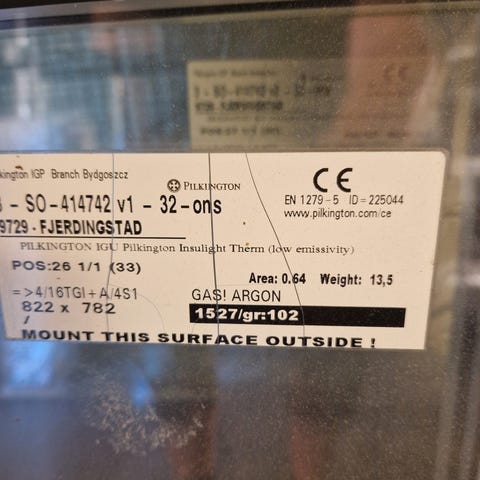 kington IGP Branch Bydgoszcz
PILKINGTON
CE
- SO-414742 v1 - 32-ons
EN 1279-5 ID=225044
www.pilkington.com/ce
9729 - FJERDINGSTAD
PILKINGTON IGU Pilkington Insulight Therm (low emissivity)
POS:26 1/1 (33)
Area: 0.64 Weight: 13,5
=>4/16TGI+A/4S1
GAS! ARGON
822 x 782
1527/gr:102
/
MOUNT THIS SURFACE OUTSIDE !